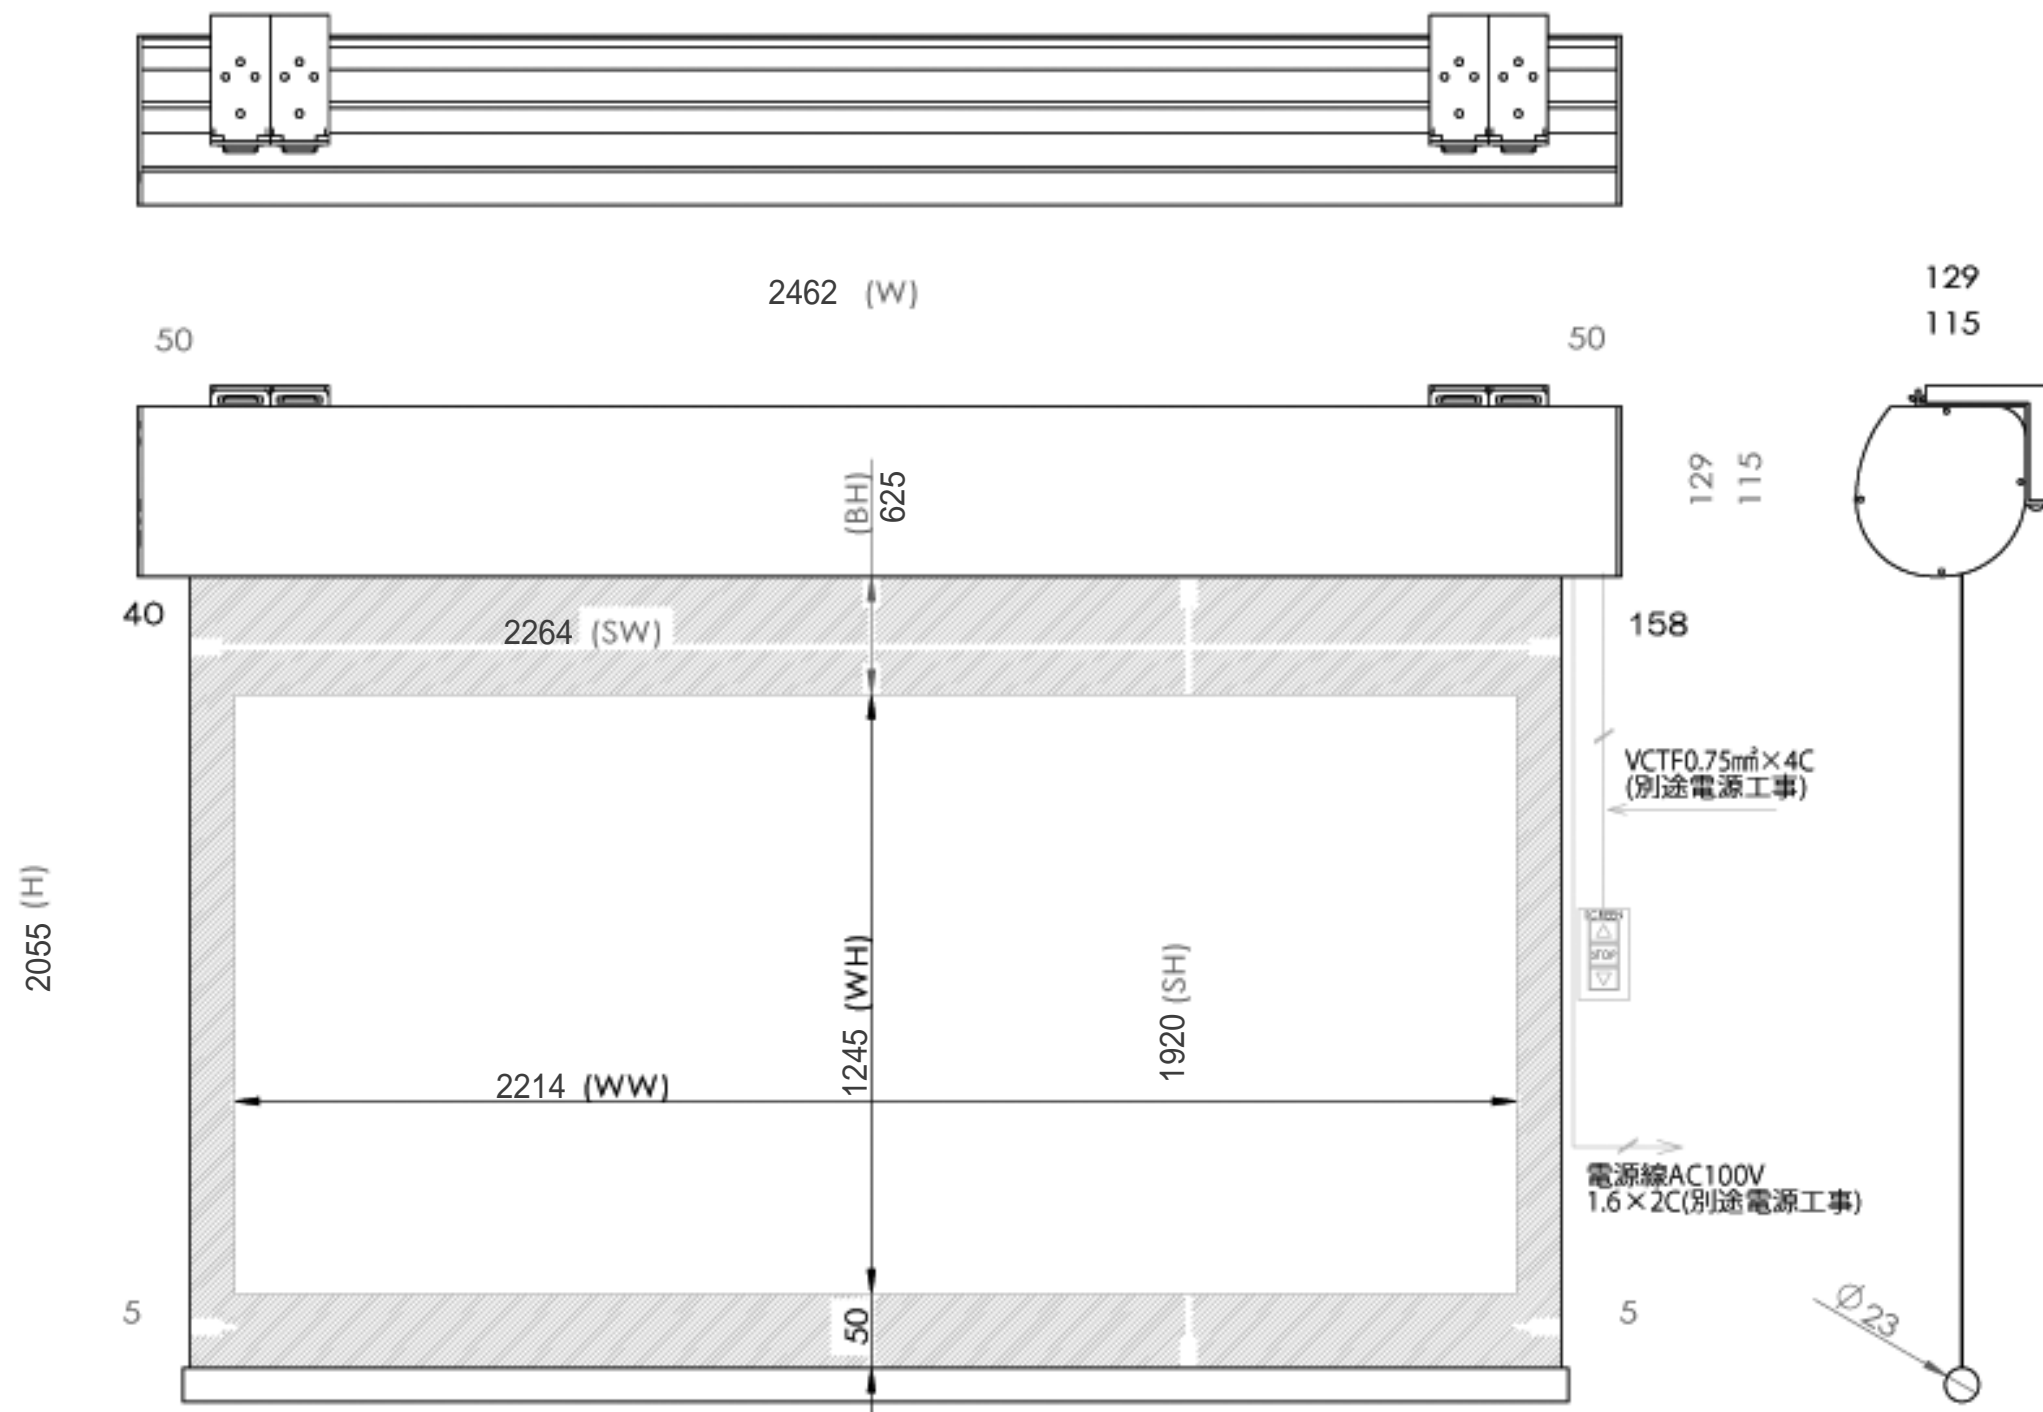 2462 (W)
129
115
50
50
(BH)
625
129
115
40
2264 (SW)
158
VCTF0.75㎟×4C
(別途電源工事)
2055 (H)
1245 (WH)
1920 (SH)
SCREEN
STOP
2214 (WW)
電源線AC100V
1.6×2C(別途電源工事)
5
50
5
Ø23